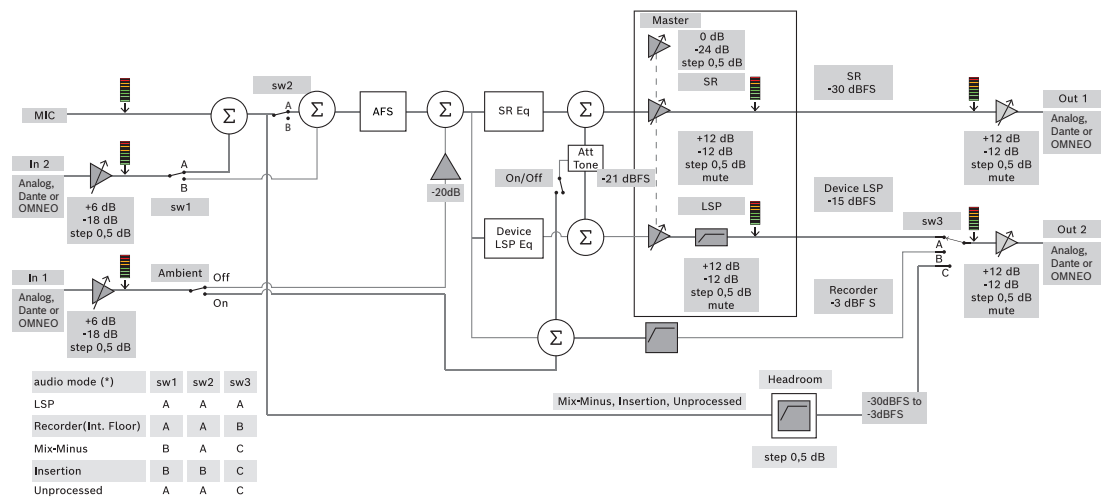 Master
0 dB
-24 dB
step 0,5 dB
SR
sw2
A
B
SR
-30 dBFS
MIC
Σ
Σ
AFS
Σ
SR Eq
Σ
Out 1
Analog,
Dante or
OMNEO
+12 dB
-12 dB
step 0,5 dB
mute
+12 dB
-12 dB
step 0,5 dB
mute
In 2
Analog,
Dante or
OMNEO
A
B
sw1
+6 dB
-18 dB
step 0,5 dB
-20dB
On/Off
Att
Tone
-21 dBFS
Device LSP
-15 dBFS
LSP
Device
LSP Eq
Σ
sw3
A
B
C
Out 2
Analog,
Dante or
OMNEO
+12 dB
-12 dB
step 0,5 dB
mute
+12 dB
-12 dB
step 0,5 dB
mute
In 1
Analog,
Dante or
OMNEO
Ambient
Off
On
+6 dB
-18 dB
step 0,5 dB
Recorder
-3 dBF S
Σ
Headroom
Mix-Minus, Insertion, Unprocessed
-30dBFS to
-3dBFS
step 0,5 dB
audio mode (*) sw1 sw2 sw3
LSP A A A
Recorder(Int. Floor) A A B
Mix-Minus B A C
Insertion B B C
Unprocessed A A C